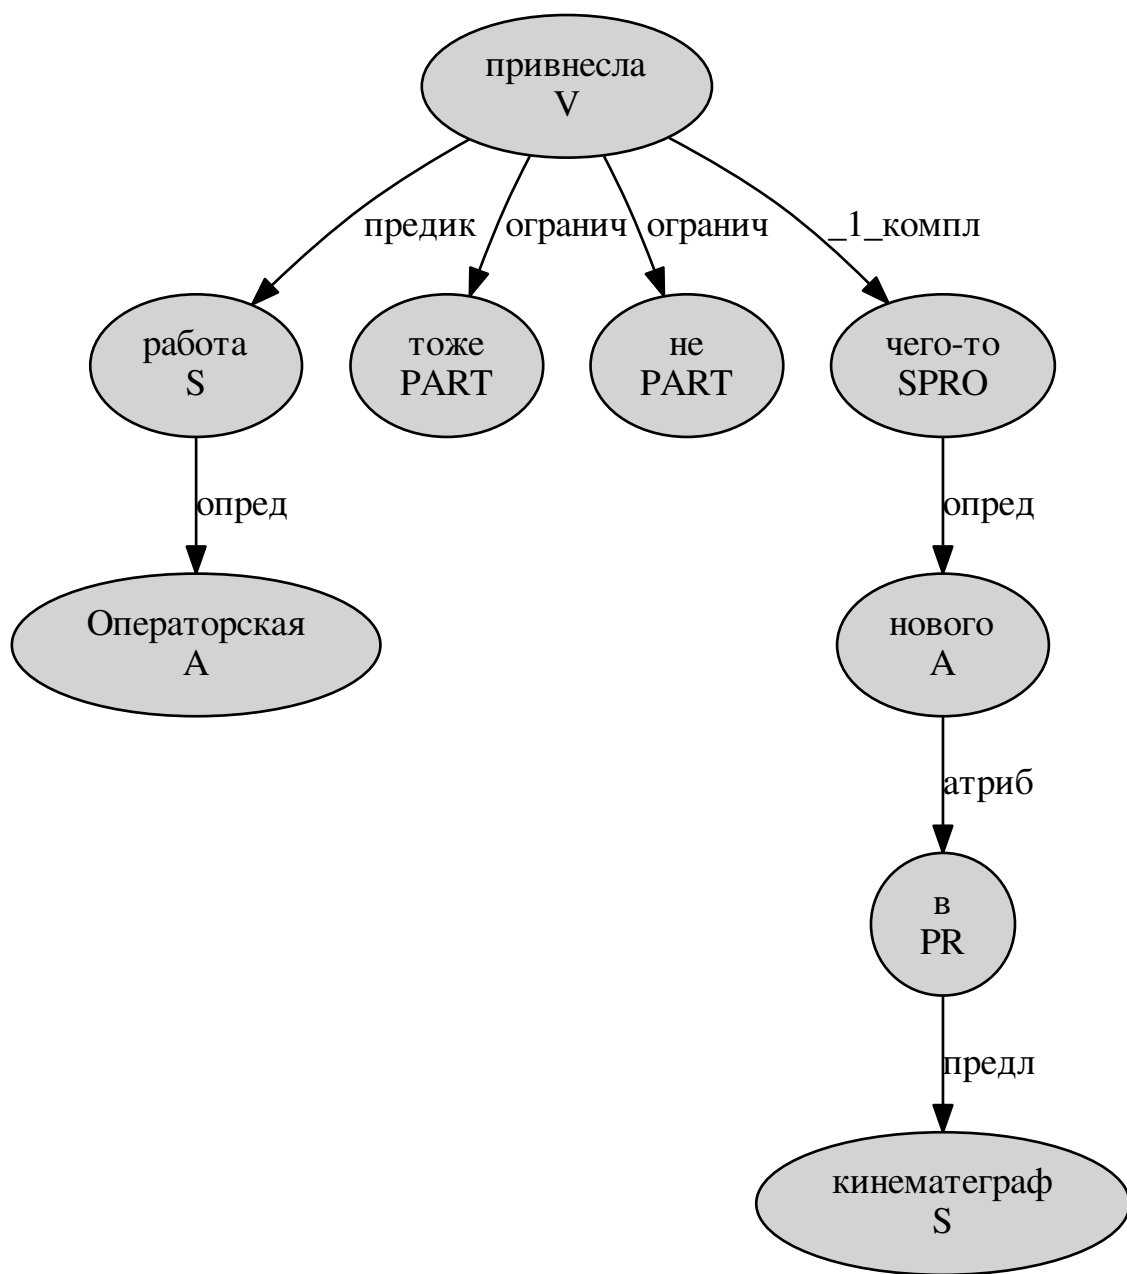 привнесла
V
предик
огранич
огранич
_1_компл
работа
S
тоже
PART
не
PART
чего-то
SPRO
опред
опред
Операторская
A
нового
A
атриб
в
PR
предл
кинематеграф
S